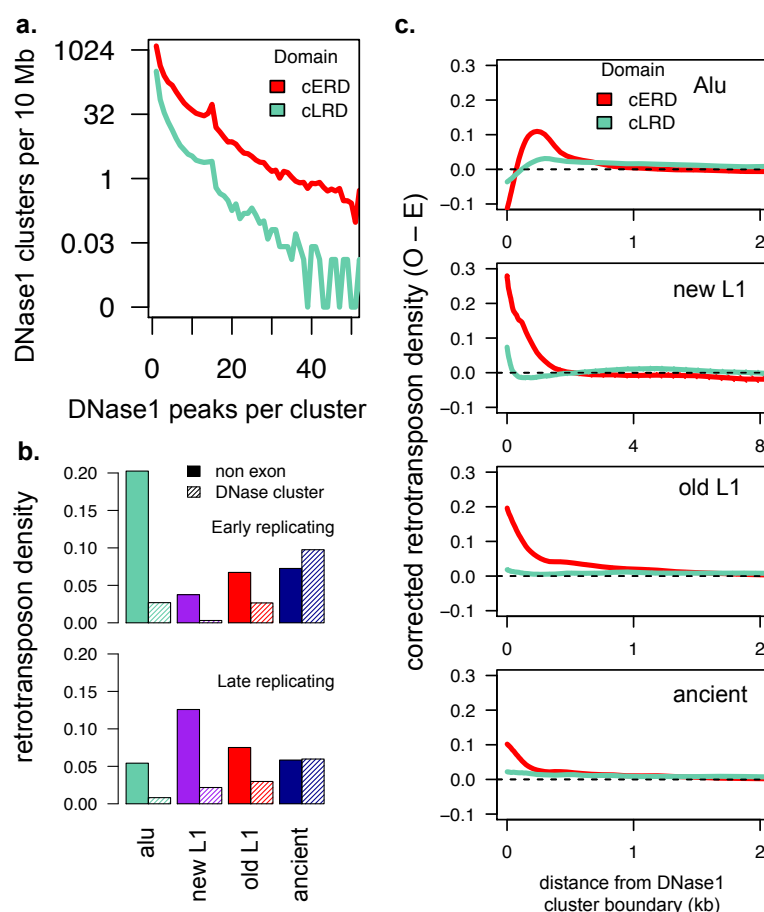 a.
DNase1 clusters per 10 Mb
1024
32
1
0.03
0
Domain
cERD
cLRD
0
20
40
DNase1 peaks per cluster
b.
retrotransposon density
0.20
0.15
0.10
0.05
0.00
non exon
DNase cluster
Early replicating
0.20
0.15
0.10
0.05
0.00
Late replicating
alu
new L1
old L1
ancient
c.
corrected retrotransposon density (O – E)
0.3
0.2
0.1
0.0
−0.1
Domain
cERD
cLRD
Alu
0
1
2
0.3
0.2
0.1
0.0
−0.1
new L1
0
4
8
0.3
0.2
0.1
0.0
−0.1
old L1
0
1
2
0.3
0.2
0.1
0.0
−0.1
ancient
0
1
2
distance from DNase1
cluster boundary (kb)